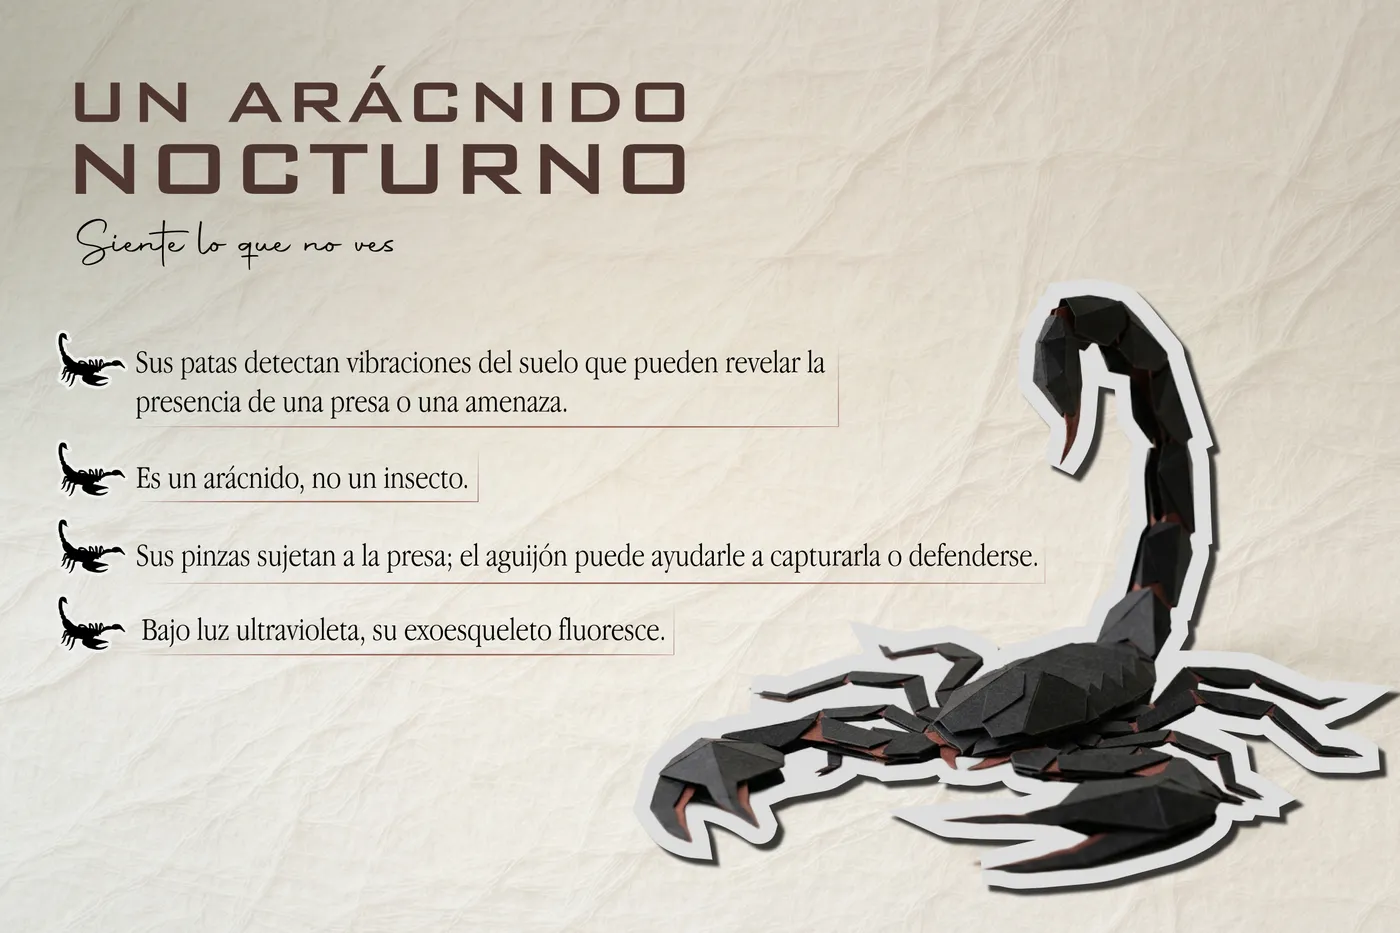 UN ARÁCNIDO
NOCTURNO
Siente lo que no ves
Sus patas detectan vibraciones del suelo que pueden revelar la
presencia de una presa o una amenaza.
Es un arácnido, no un insecto.
Sus pinzas sujetan a la presa; el aguijón puede ayudarle a capturarla o defenderse.
Bajo luz ultravioleta, su exoesqueleto fluoresce.